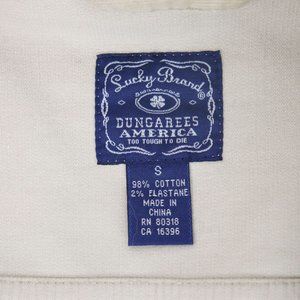 Lucky Brand
DUNGAREES
AMERICA
TOO TOUGH TO DIE
S
98% COTTON
2% ELASTANE
MADE IN
CHINA
RN 80318
CA 16396